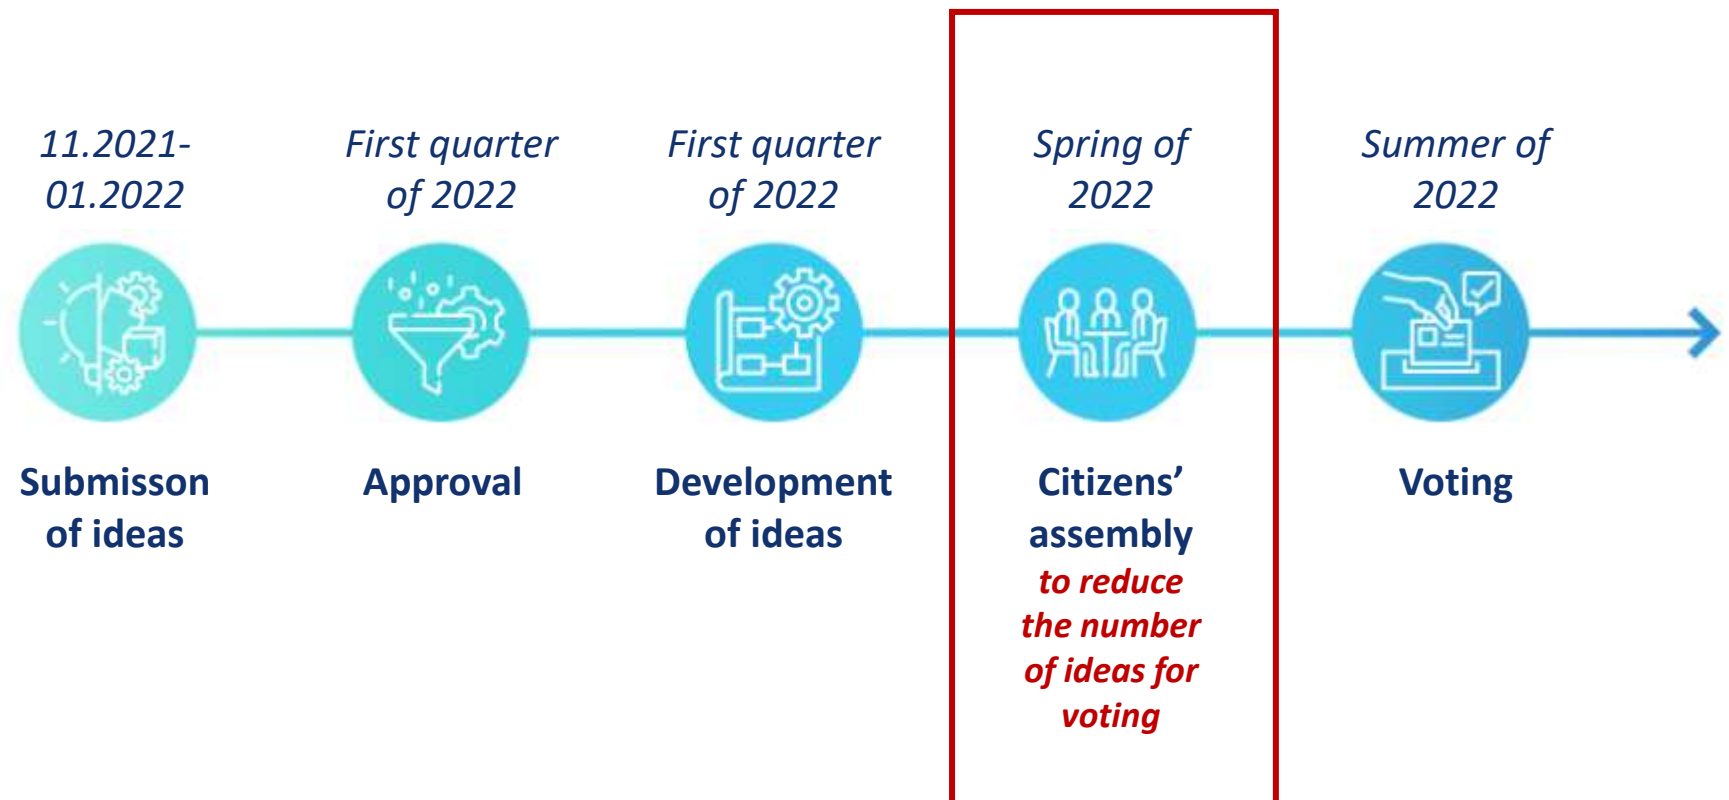 11.2021-
01.2022
First quarter
of 2022
First quarter
of 2022
Spring of
2022
Summer of
2022
Submisson
of ideas
Approval
Development
of ideas
Citizens’
assembly
to reduce
the number
of ideas for
voting
Voting